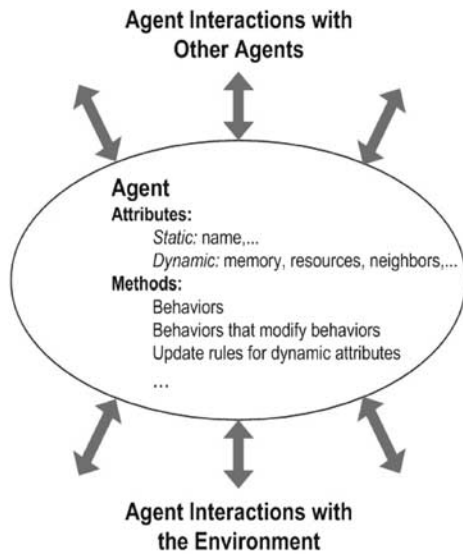 Agent Interactions with
Other Agents
Agent
Attributes:
Static: name,...
Dynamic: memory, resources, neighbors,...
Methods:
Behaviors
Behaviors that modify behaviors
Update rules for dynamic attributes
...
Agent Interactions with
the Environment